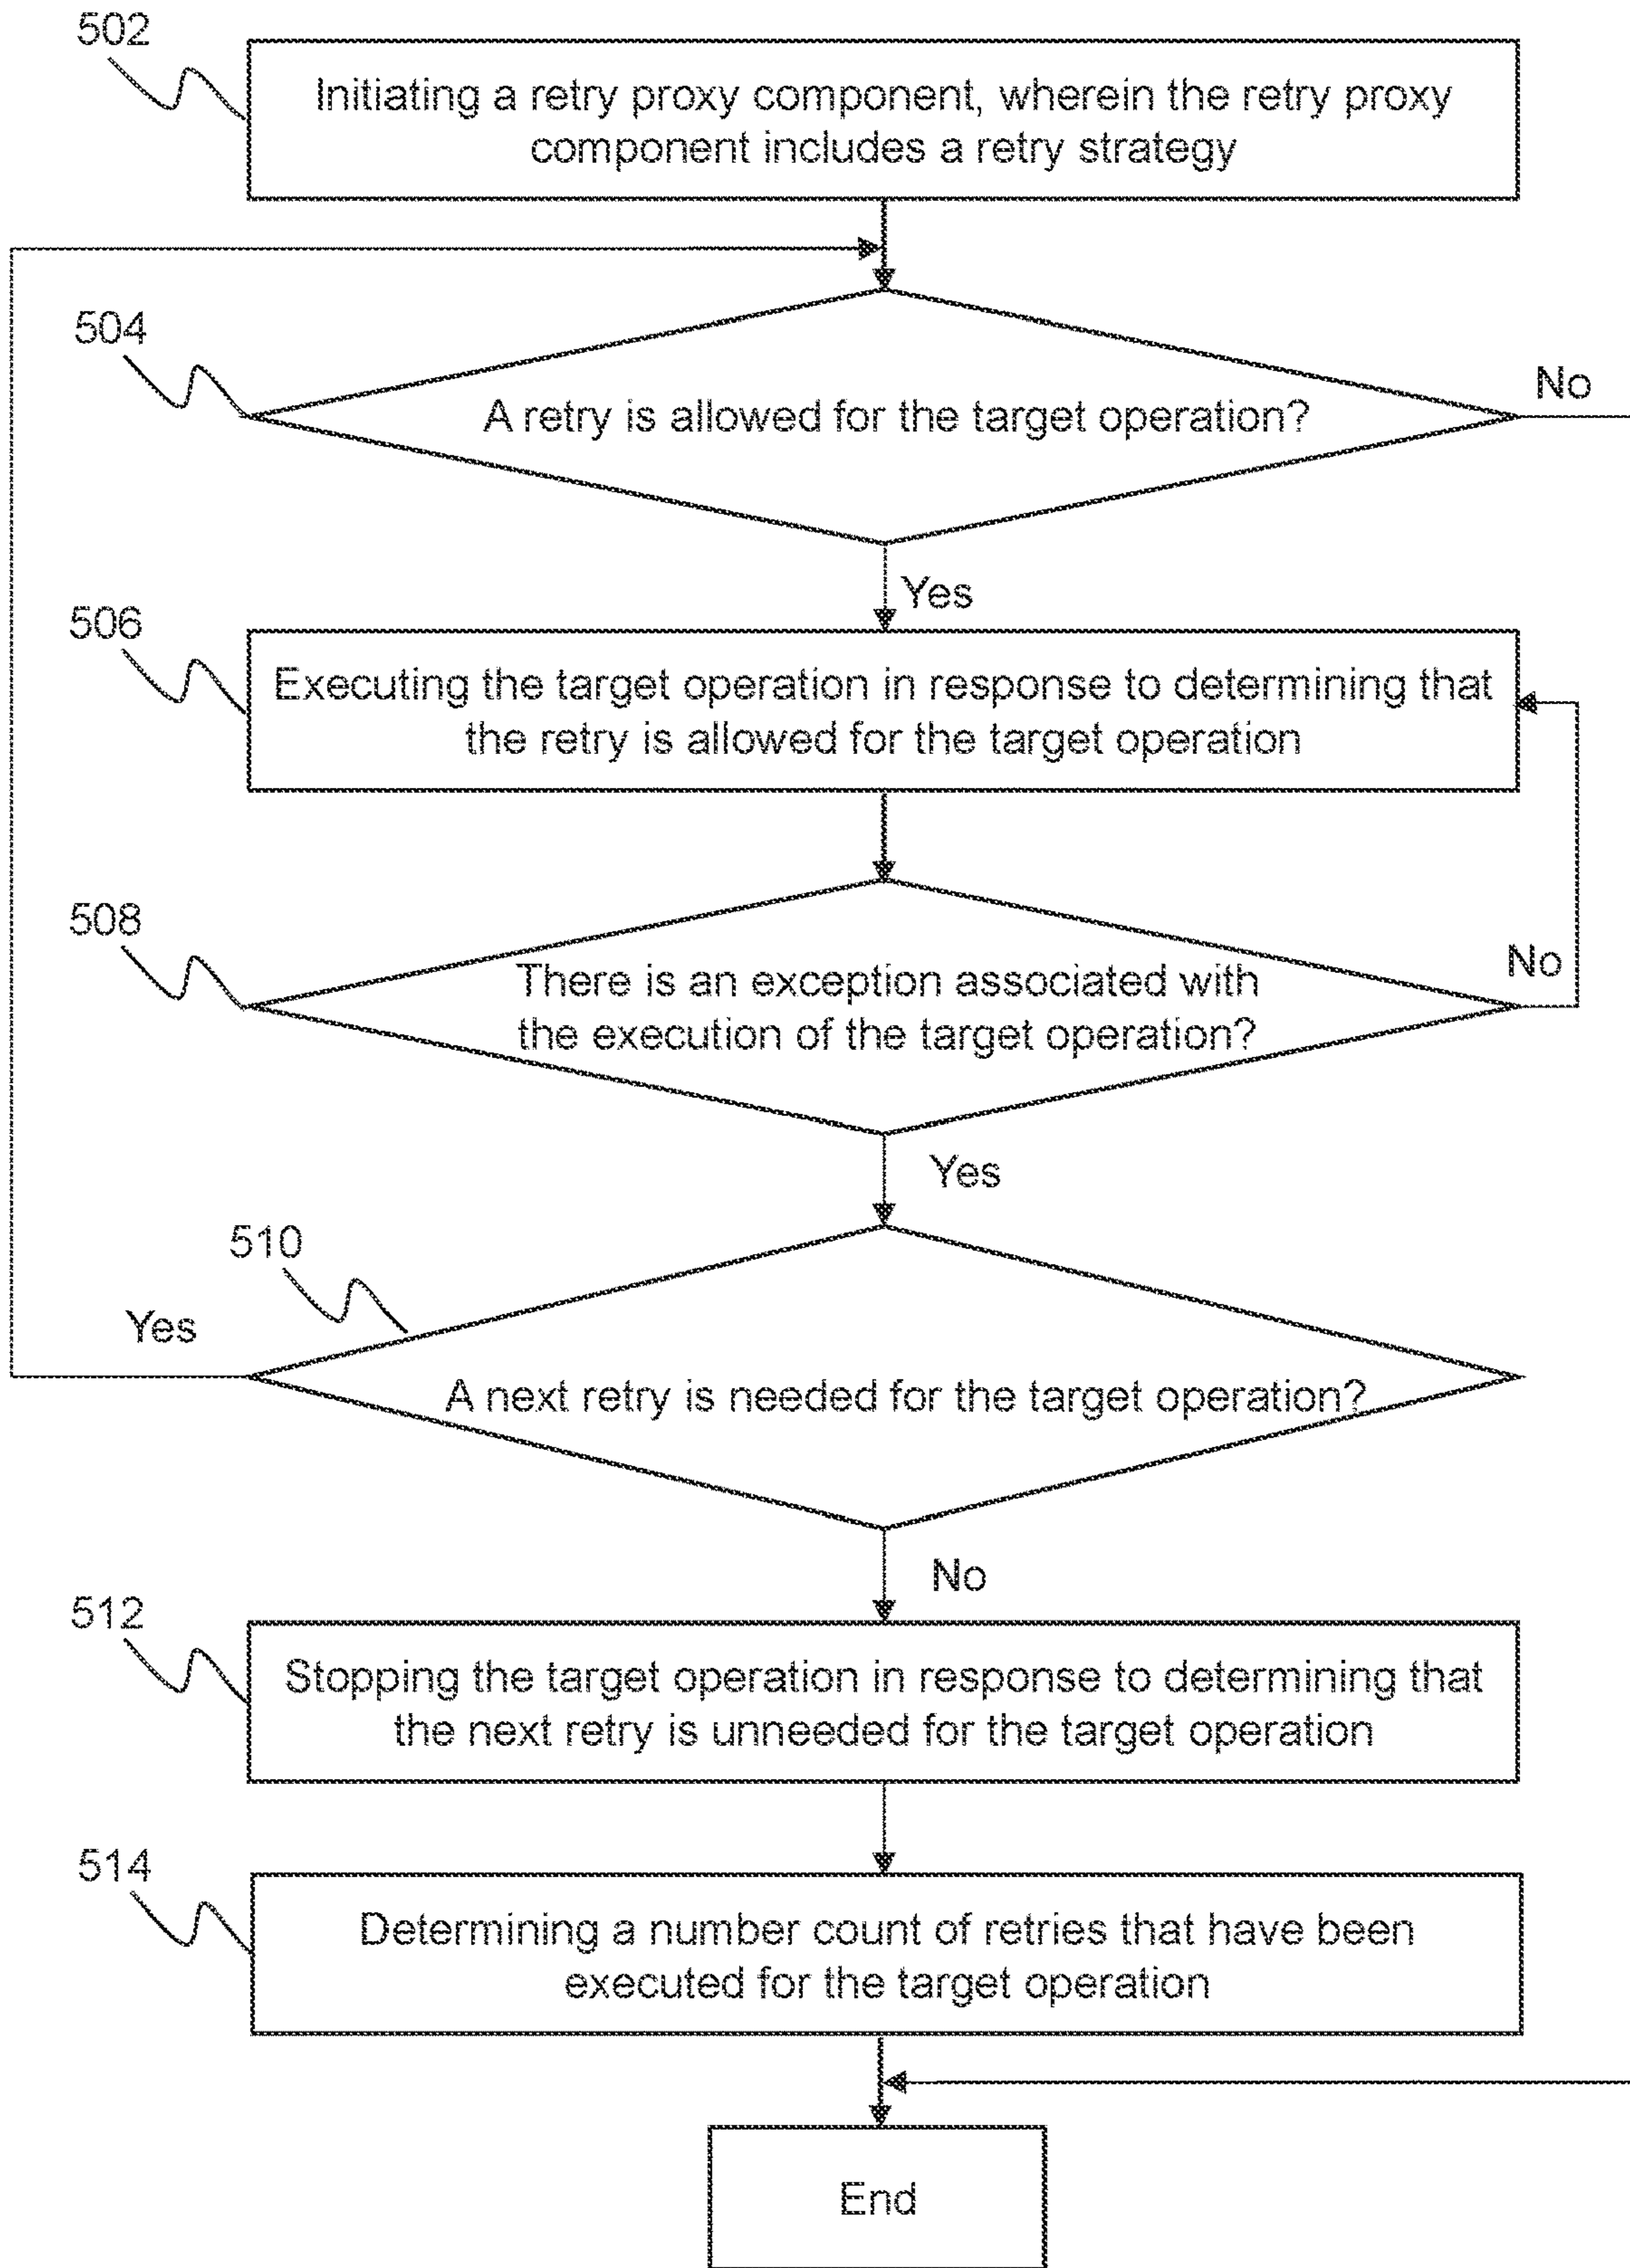 502
Initiating a retry proxy component, wherein the retry proxy
component includes a retry strategy
504
A retry is allowed for the target operation?
No
Yes
506
Executing the target operation in response to determining that
the retry is allowed for the target operation
508
There is an exception associated with
the execution of the target operation?
No
Yes
510
Yes
A next retry is needed for the target operation?
No
512
Stopping the target operation in response to determining that
the next retry is unneeded for the target operation
514
Determining a number count of retries that have been
executed for the target operation
End